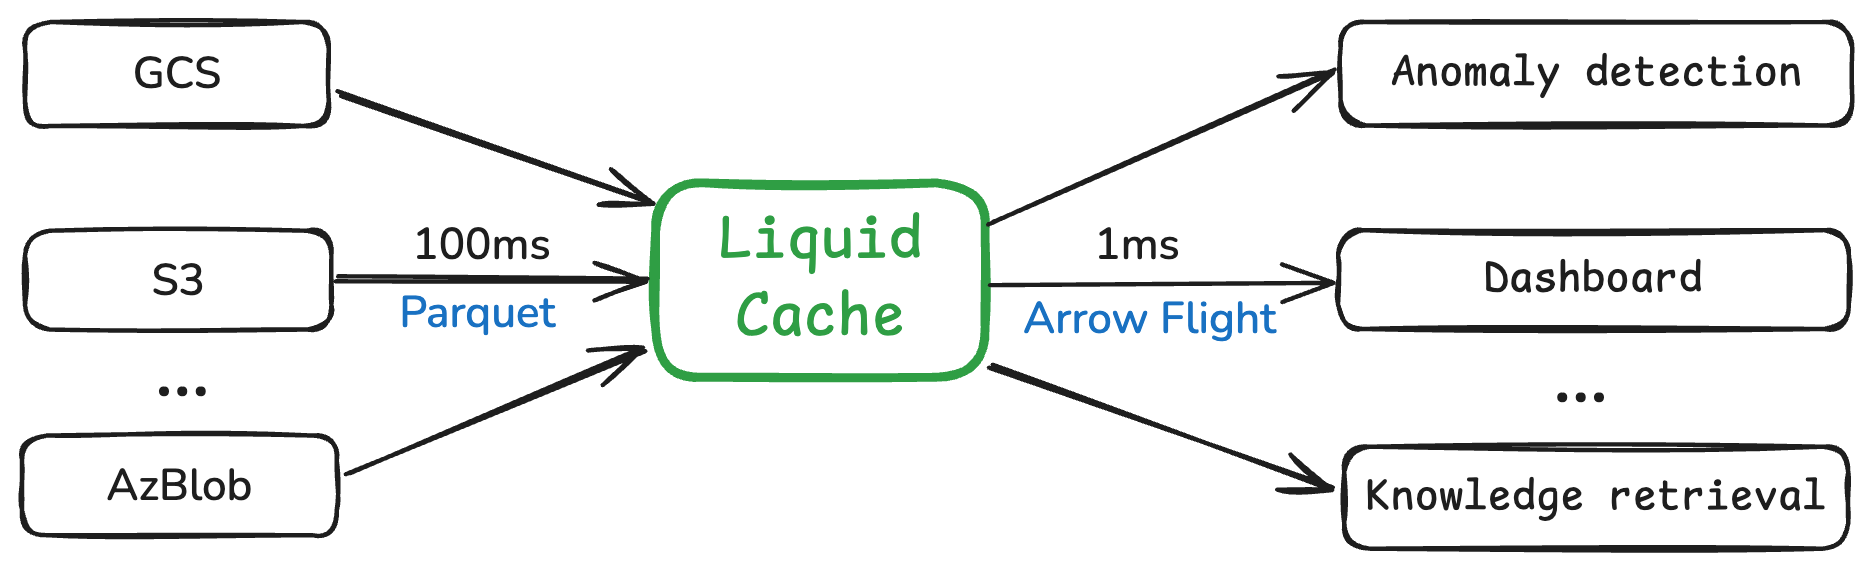 GCS
S3
...
AzBlob
100ms
Parquet
Liquid
Cache
1ms
Arrow Flight
Anomaly detection
Dashboard
...
Knowledge retrieval